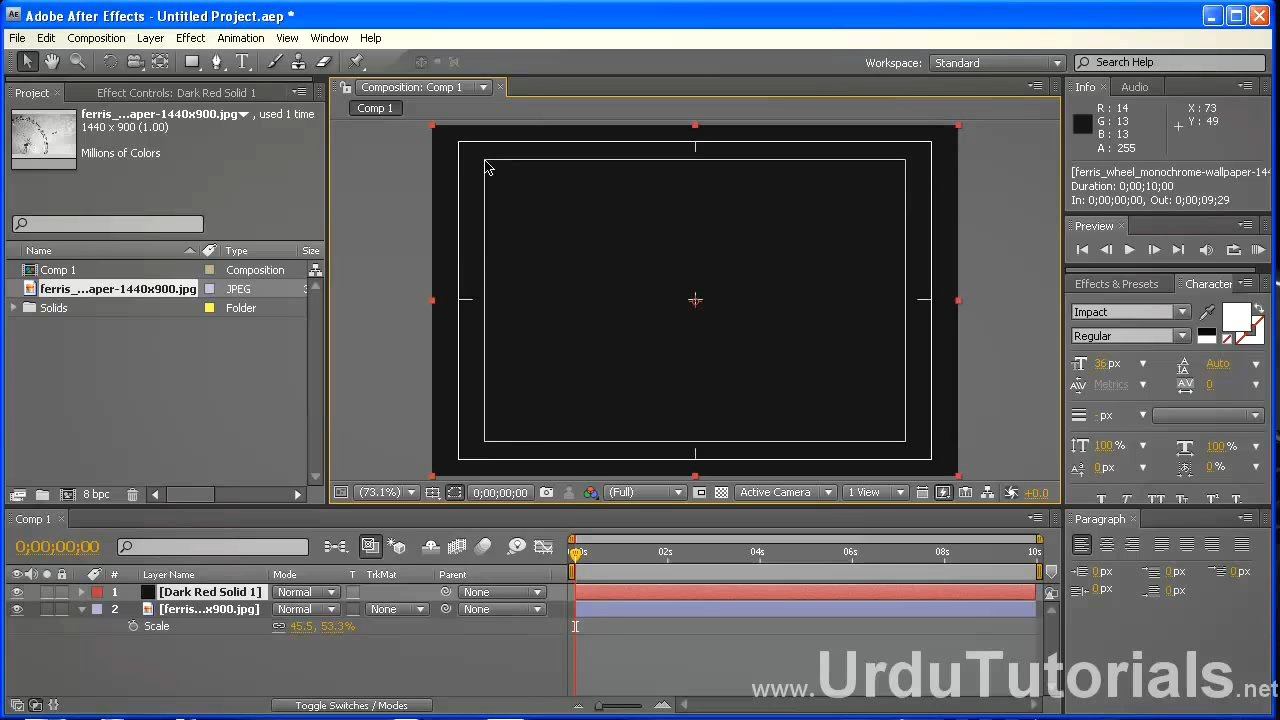 Adobe After Effects - Untitled Project.aep *
File Edit Composition Layer Effect Animation View Window Help
Workspace: Standard Search Help
Project Effect Controls: Dark Red Solid 1 Composition: Comp 1 Info Audio
ferris_...aper-1440x900.jpg , used 1 time
1440 x 900 (1.00)
Millions of Colors
Comp 1
R : 14
G : 13
B : 13
A : 255
X : 73
Y : 49
[ferris_wheel_monochrome-wallpaper-144
Duration: 0;00;10;00
In: 0;00;00;00, Out: 0;00;09;29
Preview
Name Type Size
Comp 1 Composition
ferris_...aper-1440x900.jpg JPEG
Solids Folder
Effects & Presets Character
Impact
Regular
36 px Auto
Metrics 0
- px
100 % 100 %
0 px 0 %
T T TT Tt T' T,
8 bpc (73.1%) 0;00;00;00 (Full) Active Camera 1 View +0.0
Comp 1 Paragraph
0;00;00;00
02s 04s 06s 08s 10s
# Layer Name Mode T TrkMat Parent
1 [Dark Red Solid 1] Normal None
2 [ferris...x900.jpg] Normal None None
Scale 45.5, 53.3%
0 px 0 px 0 px
0 px 0 px
Toggle Switches / Modes
www.UrduTutorials.net